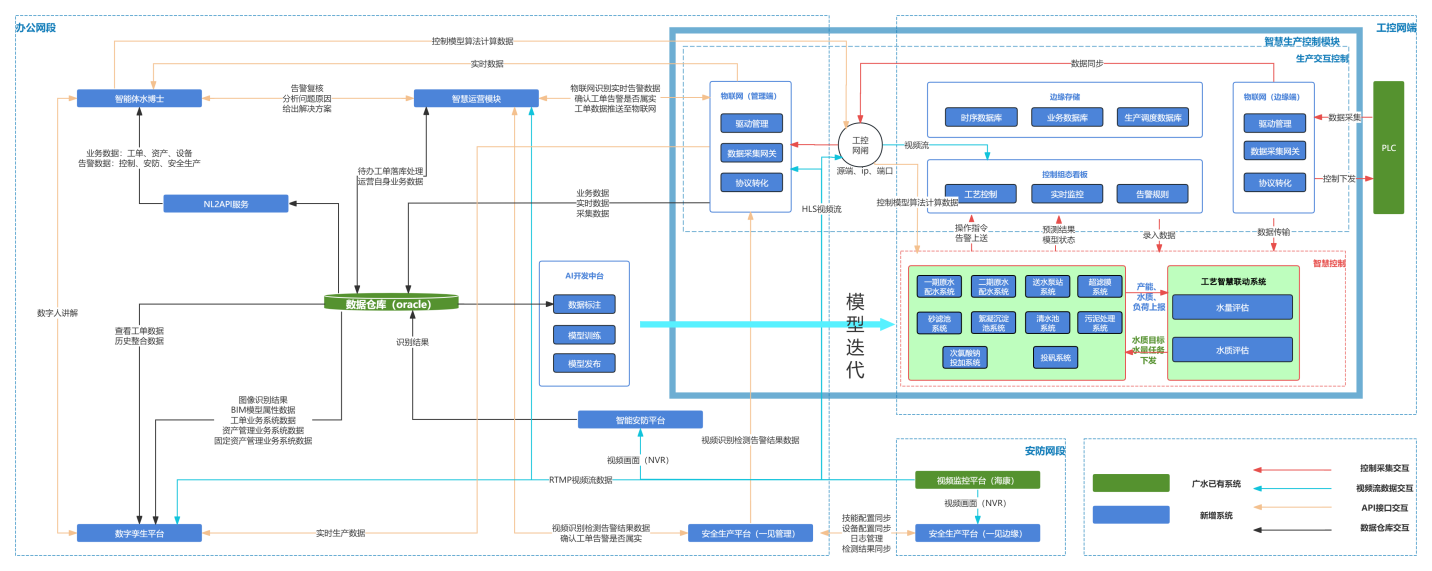 办公网段
工控网端
智慧生产控制模块
生产交互控制
控制模型算法计算数据
实时数据
数据同步
智能体水博士
告警复核
分析问题原因
给出解决方案
智慧运营模块
物联网识别实时告警数据
确认工单告警是否属实
工单数据推送至物联网
物联网（管理端）
驱动管理
数据采集网关
协议转化
工控
网闸
源端、ip、端口
视频流
边缘存储
时序数据库
业务数据库
生产调度数据库
控制组态看板
工艺控制
实时监控
告警规则
物联网（边缘端）
驱动管理
数据采集网关
协议转化
数据采集
控制下发
PLC
业务数据：工单、资产、设备
告警数据：控制、安防、安全生产
待办工单落库处理
运营自身业务数据
NL2API服务
业务数据
实时数据
采集数据
HLS视频流
控制模型算法计算数据
操作指令
告警上送
预测结果
模型状态
录入数据
数据传输
智慧控制
AI开发中台
数据标注
模型训练
模型发布
数据仓库（oracle）
模型迭代
一期原水
配水系统
二期原水
配水系统
送水泵站
系统
超滤膜
系统
砂滤池
系统
絮凝沉淀
池系统
清水池
系统
污泥处理
系统
次氯酸钠
投加系统
投矾系统
产能、
水质、
负荷上报
水质目标
水量任务
下发
工艺智慧联动系统
水量评估
水质评估
数字人讲解
查看工单数据
历史整合数据
识别结果
图像识别结果
BIM模型属性数据
工单业务系统数据
资产管理业务系统数据
固定资产管理业务系统数据
智能安防平台
视频画面（NVR）
视频识别检测告警结果数据
RTMP视频流数据
安防网段
视频监控平台（海康）
视频画面（NVR）
数字孪生平台
实时生产数据
视频识别检测告警结果数据
确认工单告警是否属实
安全生产平台（一见管理）
技能配置同步
设备配置同步
日志管理
检测结果同步
安全生产平台（一见边缘）
广水已有系统
新增系统
控制采集交互
视频流数据交互
API接口交互
数据仓库交互